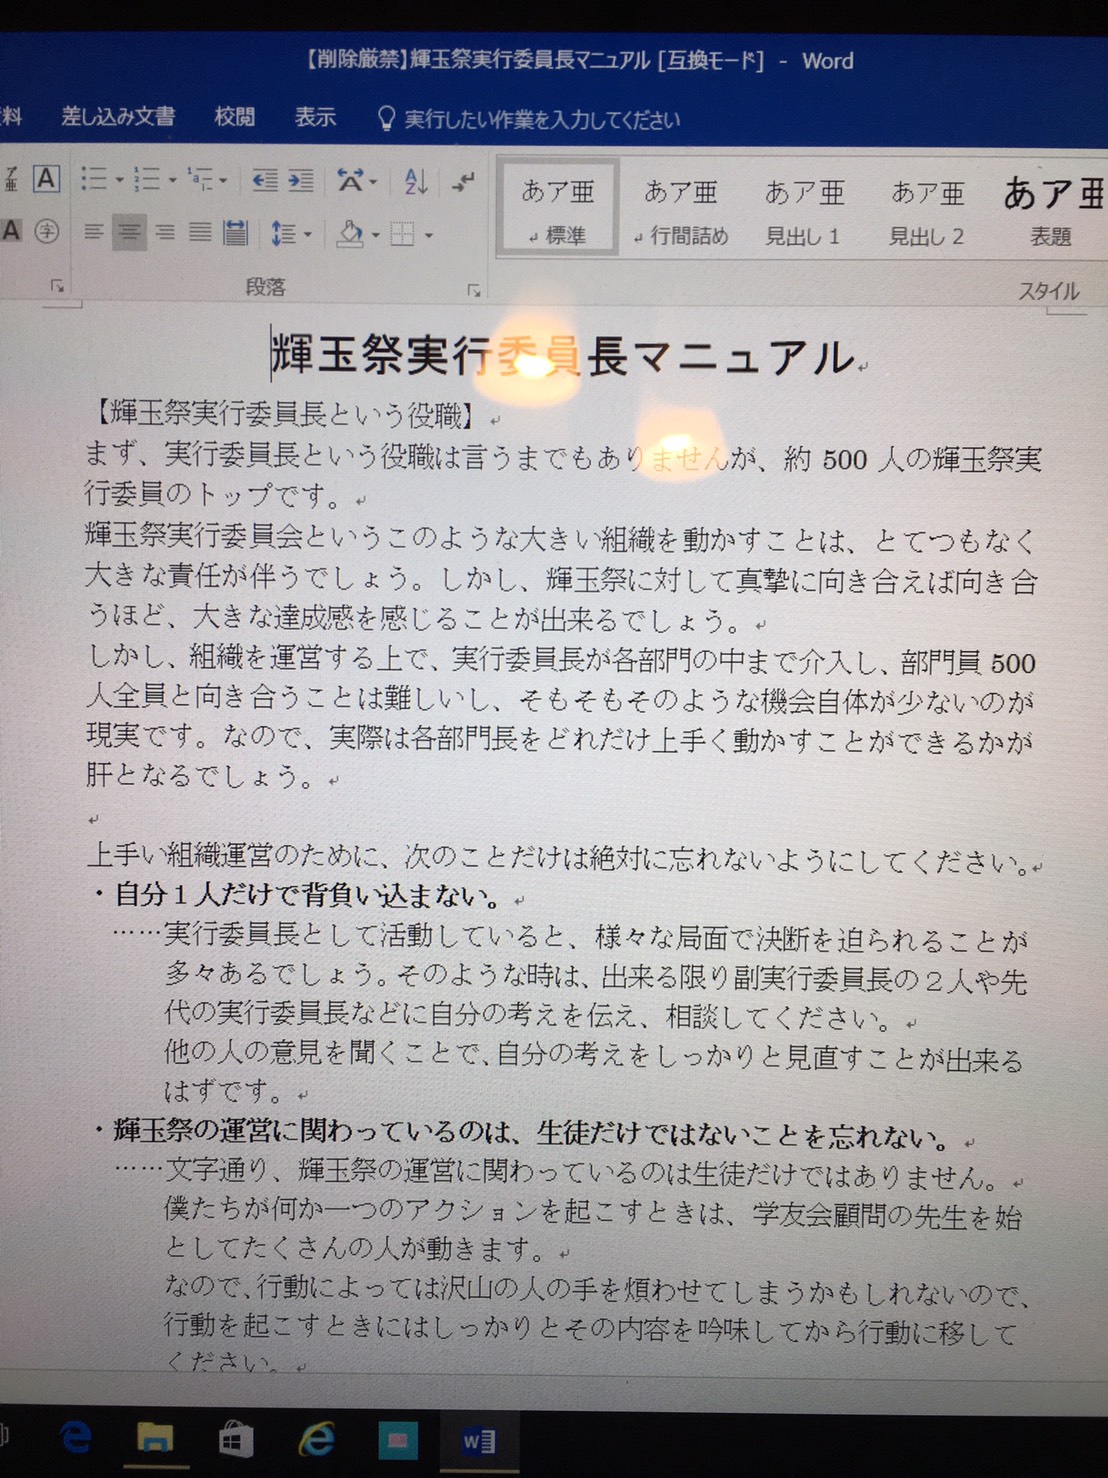 【削除厳禁】輝玉祭実行委員長マニュアル [互換モード] - Word
料 差し込み文書 校閲 表示 実行したい作業を入力してください
ア亜 A あア亜 あア亜 あア亜 あア亜 あア亜
A 字 標準 行間詰め 見出し 1 見出し 2 表題
段落 スタイル
輝玉祭実行委員長マニュアル
【輝玉祭実行委員長という役職】
まず、実行委員長という役職は言うまでもありませんが、約 500 人の輝玉祭実
行委員のトップです。
輝玉祭実行委員会というこのような大きい組織を動かすことは、とてつもなく
大きな責任が伴うでしょう。しかし、輝玉祭に対して真摯に向き合えば向き合
うほど、大きな達成感を感じることが出来るでしょう。
しかし、組織を運営する上で、実行委員長が各部門の中まで介入し、部門員 500
人全員と向き合うことは難しいし、そもそもそのような機会自体が少ないのが
現実です。なので、実際は各部門長をどれだけ上手く動かすことができるかが
肝となるでしょう。
上手い組織運営のために、次のことだけは絶対に忘れないようにしてください。
・自分１人だけで背負い込まない。
……実行委員長として活動していると、様々な局面で決断を迫られることが
多々あるでしょう。そのような時は、出来る限り副実行委員長の２人や先
代の実行委員長などに自分の考えを伝え、相談してください。
他の人の意見を聞くことで、自分の考えをしっかりと見直すことが出来る
はずです。
・輝玉祭の運営に関わっているのは、生徒だけではないことを忘れない。
……文字通り、輝玉祭の運営に関わっているのは生徒だけではありません。
僕たちが何か一つのアクションを起こすときは、学友会顧問の先生を始
としてたくさんの人が動きます。
なので、行動によっては沢山の人の手を煩わせてしまうかもしれないので、
行動を起こすときにはしっかりとその内容を吟味してから行動に移して
ください。